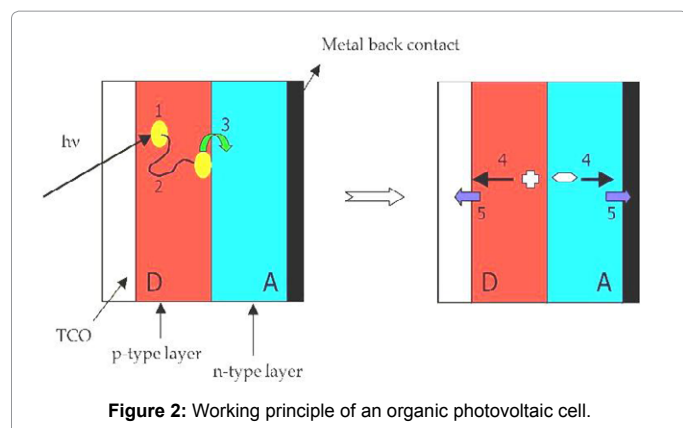 Metal back contact
hν
1
2
3
D
A
TCO
p-type layer
n-type layer
4
4
5
5
D
A
Figure 2: Working principle of an organic photovoltaic cell.